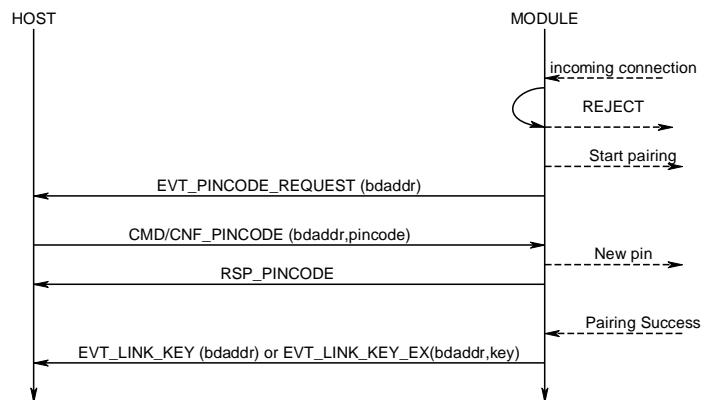 HOST
MODULE
incoming connection
REJECT
Start pairing
EVT_PINCODE_REQUEST (bdaddr)
CMD/CNF_PINCODE (bdaddr,pincode)
New pin
RSP_PINCODE
Pairing Success
EVT_LINK_KEY (bdaddr) or EVT_LINK_KEY_EX(bdaddr,key)